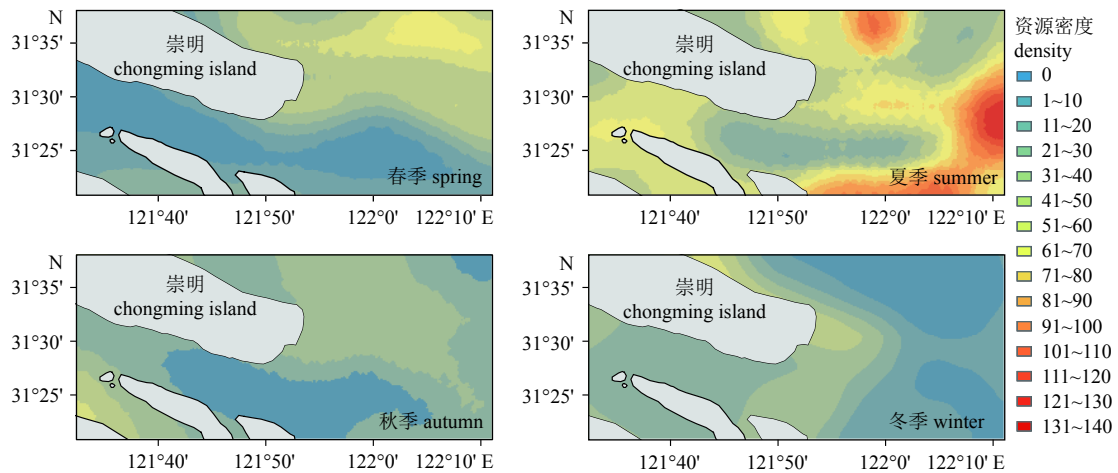 N
31°35'
31°30'
31°25'
崇明
chongming island
春季 spring
121°40'
121°50'
122°0'
122°10' E
N
31°35'
31°30'
31°25'
崇明
chongming island
夏季 summer
121°40'
121°50'
122°0'
122°10' E
N
31°35'
31°30'
31°25'
崇明
chongming island
秋季 autumn
121°40'
121°50'
122°0'
122°10' E
N
31°35'
31°30'
31°25'
崇明
chongming island
冬季 winter
121°40'
121°50'
122°0'
122°10' E
资源密度
density
0
1~10
11~20
21~30
31~40
41~50
51~60
61~70
71~80
81~90
91~100
101~110
111~120
121~130
131~140